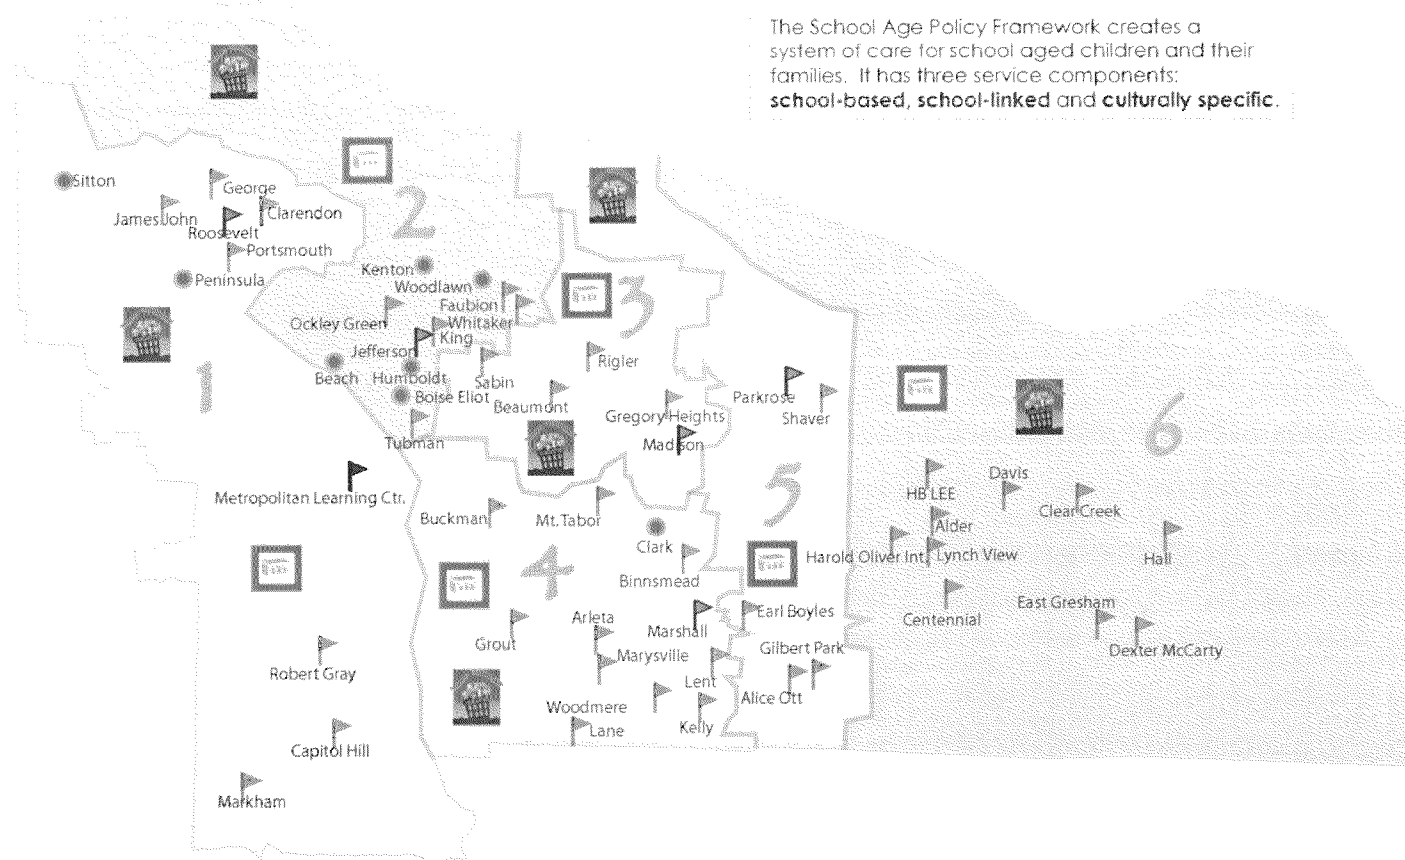 The School Age Policy Framework creates a
system of care for school aged children and their
families. It has three service components:
school-based, school-linked and culturally specific.
Sitton
George
James John
Clarendon
Roosevelt
Portsmouth
Peninsula
2
Kenton
Woodlawn
Faubion
Ockley Green
Whitaker
King
Jefferson
3
Beach
Humboldt
Sabin
Rigler
Boise Eliot
Beaumont
Gregory Heights
Parkrose
Shaver
1
Tubman
Madison
6
Metropolitan Learning Ctr.
Buckman
Mt. Tabor
5
HB LEE
Davis
Clear Creek
Alder
Clark
Harold Oliver Int.
Lynch View
Hall
4
Binnsmead
Centennial
East Gresham
Arleta
Earl Boyles
Grout
Marshall
Gilbert Park
Dexter McCarty
Marysville
Robert Gray
Lent
Alice Ott
Woodmere
Kelly
Lane
Capitol Hill
Markham